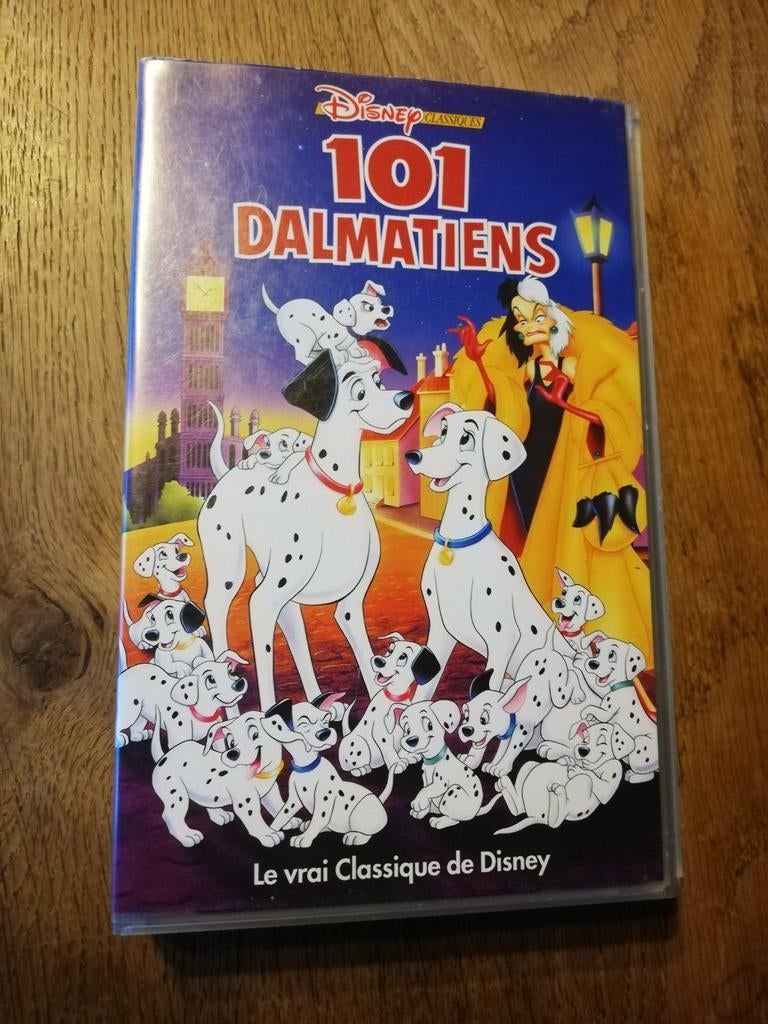 Disney CLASSIQUES
101
DALMATIENS
Le vrai Classique de Disney